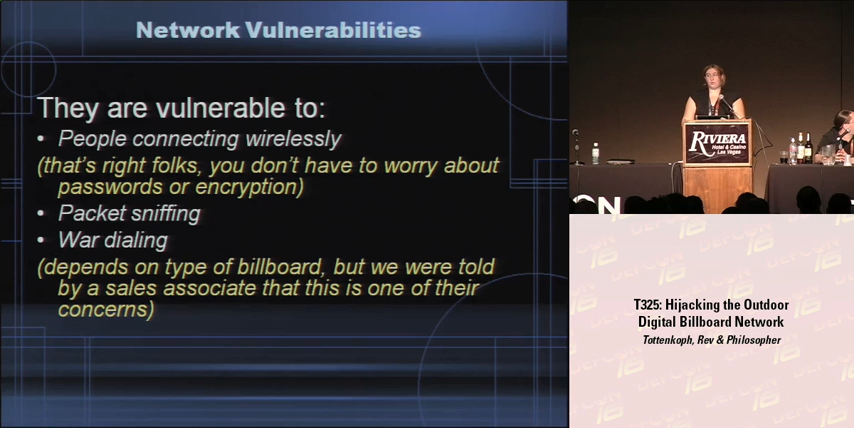 Network Vulnerabilities
They are vulnerable to:
• People connecting wirelessly
(that's right folks, you don't have to worry about
passwords or encryption)
• Packet sniffing
• War dialing
(depends on type of billboard, but we were told
by a sales associate that this is one of their
concerns)
RIVIERA
Hotel & Casino
Las Vegas
CON
T325: Hijacking the Outdoor
Digital Billboard Network
Tottenkoph, Rev & Philosopher
DEFCON
16